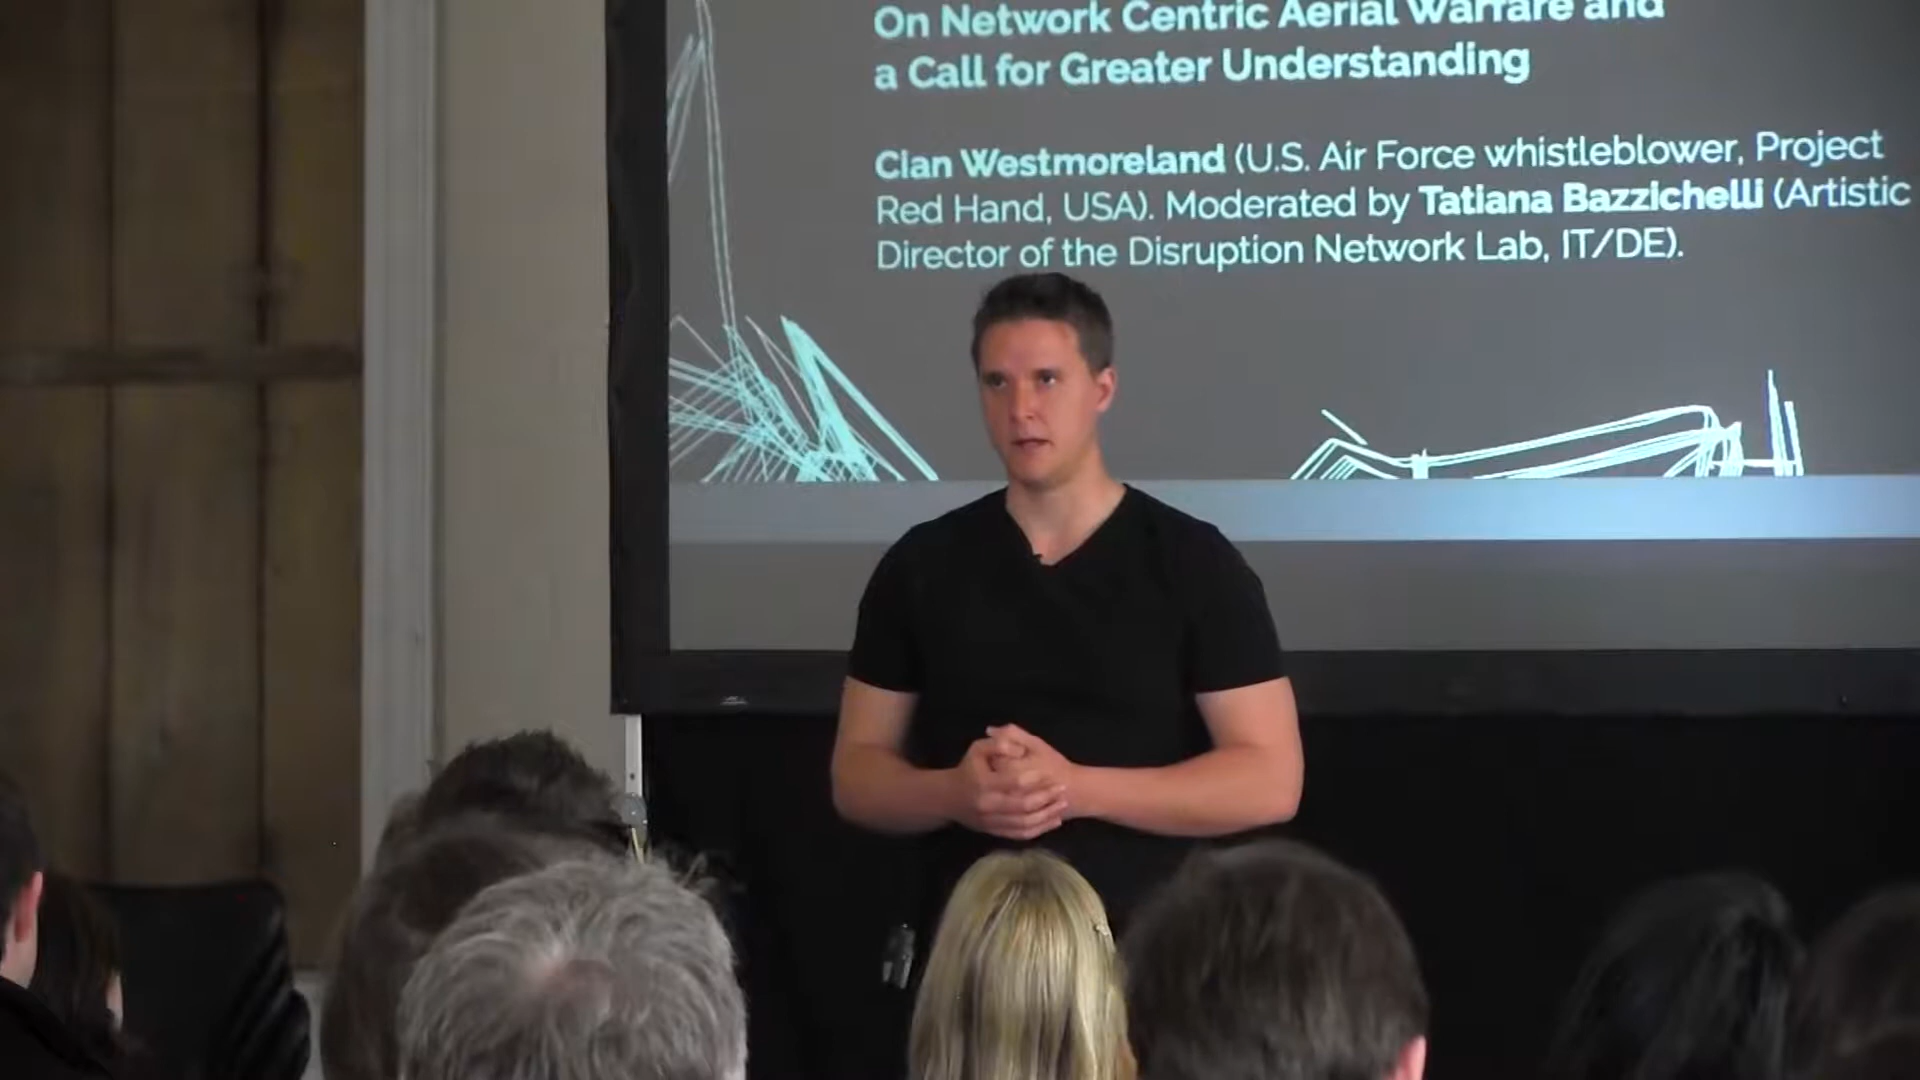 On Network Centric Aerial Warfare and
a Call for Greater Understanding
Cian Westmoreland (U.S. Air Force whistleblower, Project
Red Hand, USA). Moderated by Tatiana Bazzichelli (Artistic
Director of the Disruption Network Lab, IT/DE).